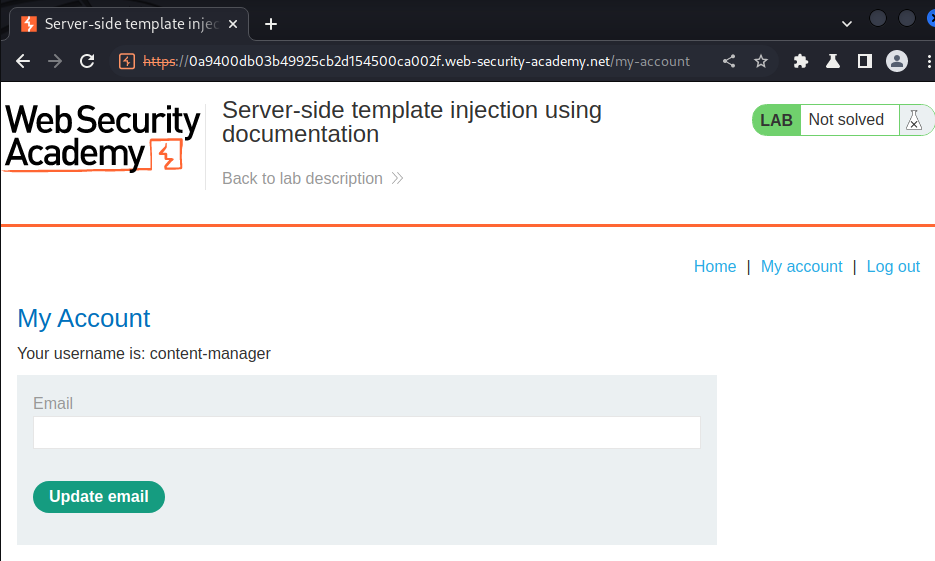 Server-side template injec
https://0a9400db03b49925cb2d154500ca002f.web-security-academy.net/my-account
Web Security
Academy
Server-side template injection using
documentation
Back to lab description
LAB Not solved
Home | My account | Log out
My Account
Your username is: content-manager
Email
Update email